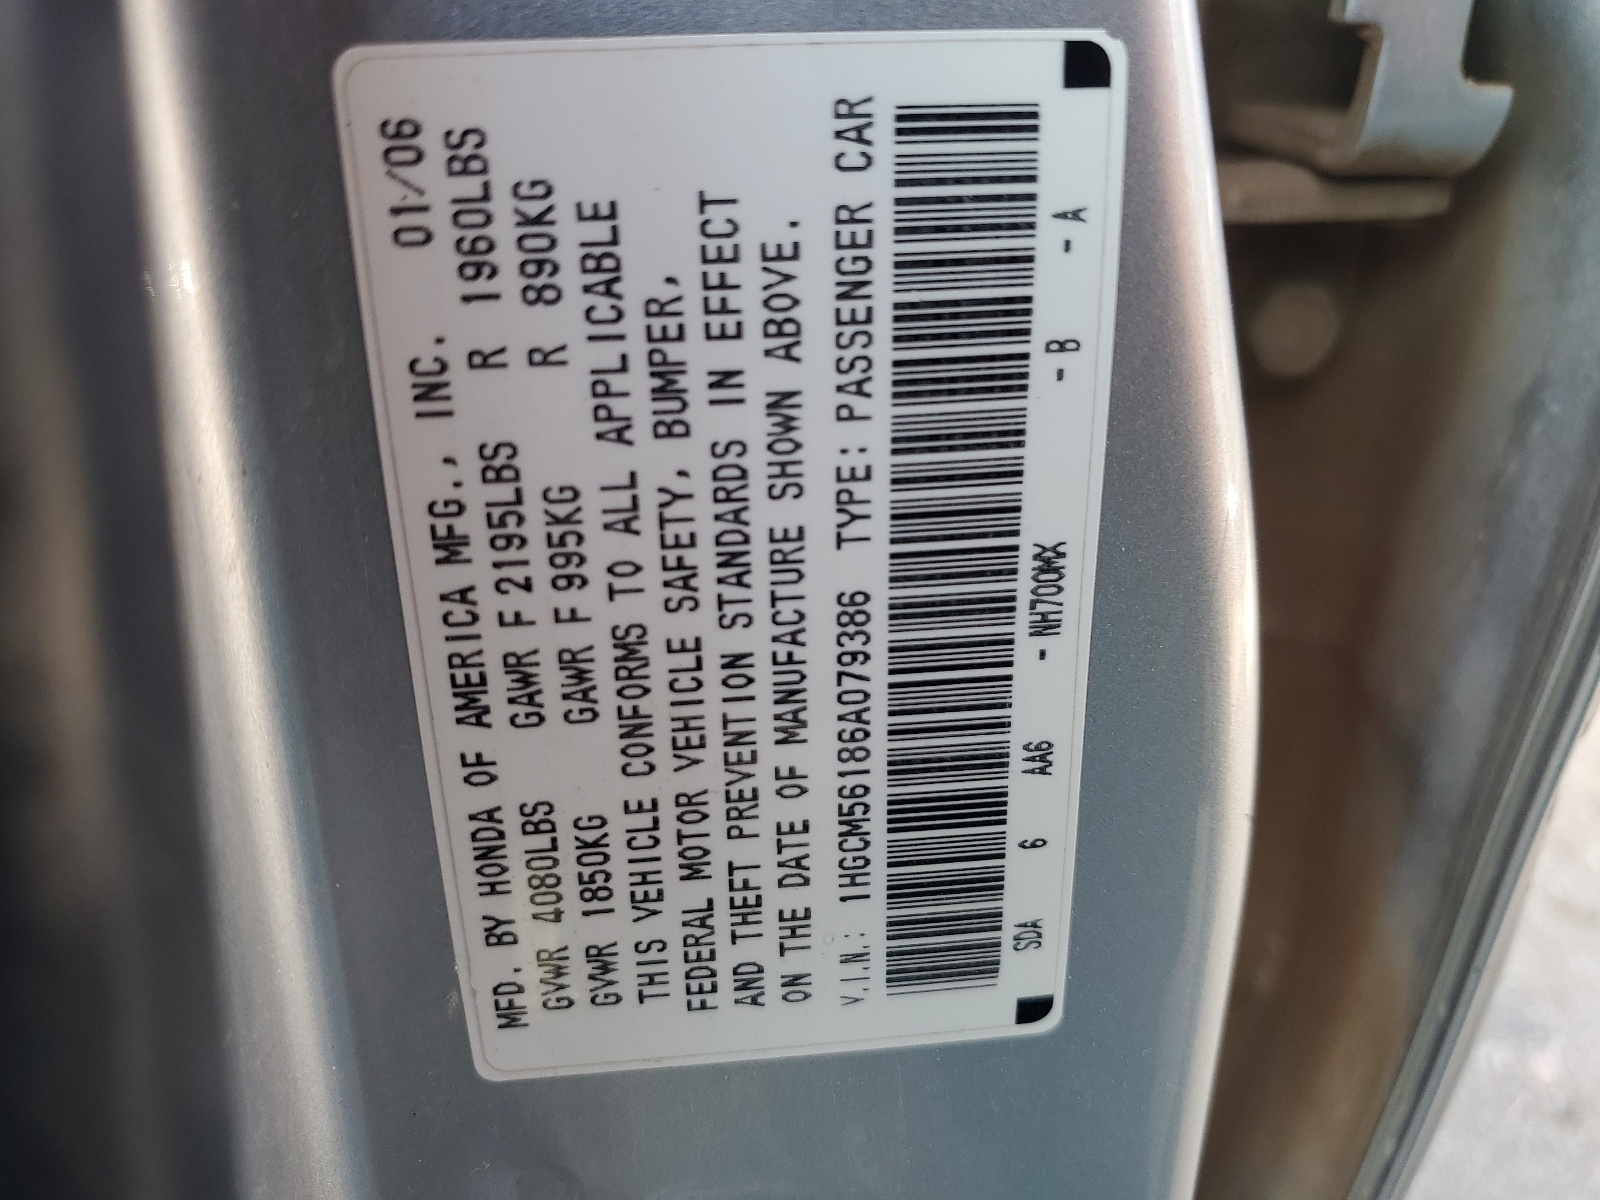 MFD. BY HONDA OF AMERICA MFG., INC. 01/06
GVWR 4080LBS GAWR F 2195LBS R 1960LBS
GVWR 1850KG GAWR F 995KG R 890KG
THIS VEHICLE CONFORMS TO ALL APPLICABLE
FEDERAL MOTOR VEHICLE SAFETY, BUMPER,
AND THEFT PREVENTION STANDARDS IN EFFECT
ON THE DATE OF MANUFACTURE SHOWN ABOVE.
V.I.N.: 1HGCM56186A079386 TYPE: PASSENGER CAR
SDA 6 AA6 - NH700MX - B - A